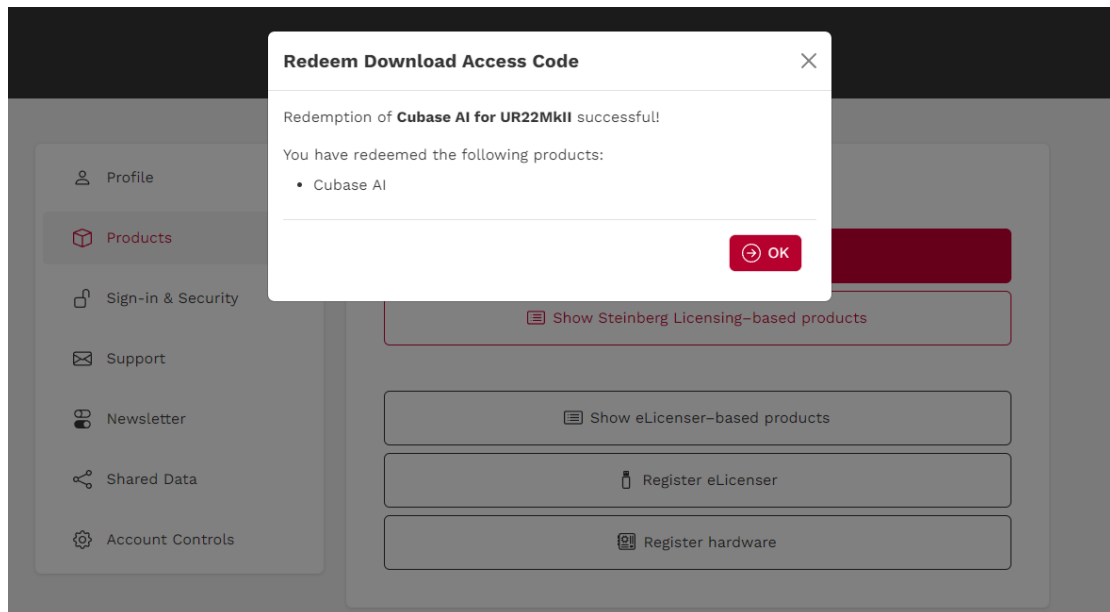 Redeem Download Access Code
Redemption of Cubase AI for UR22MkII successful!
You have redeemed the following products:
• Cubase AI
OK
Profile
Products
Sign-in & Security
Support
Newsletter
Shared Data
Account Controls
Show Steinberg Licensing–based products
Show eLicenser–based products
Register eLicenser
Register hardware